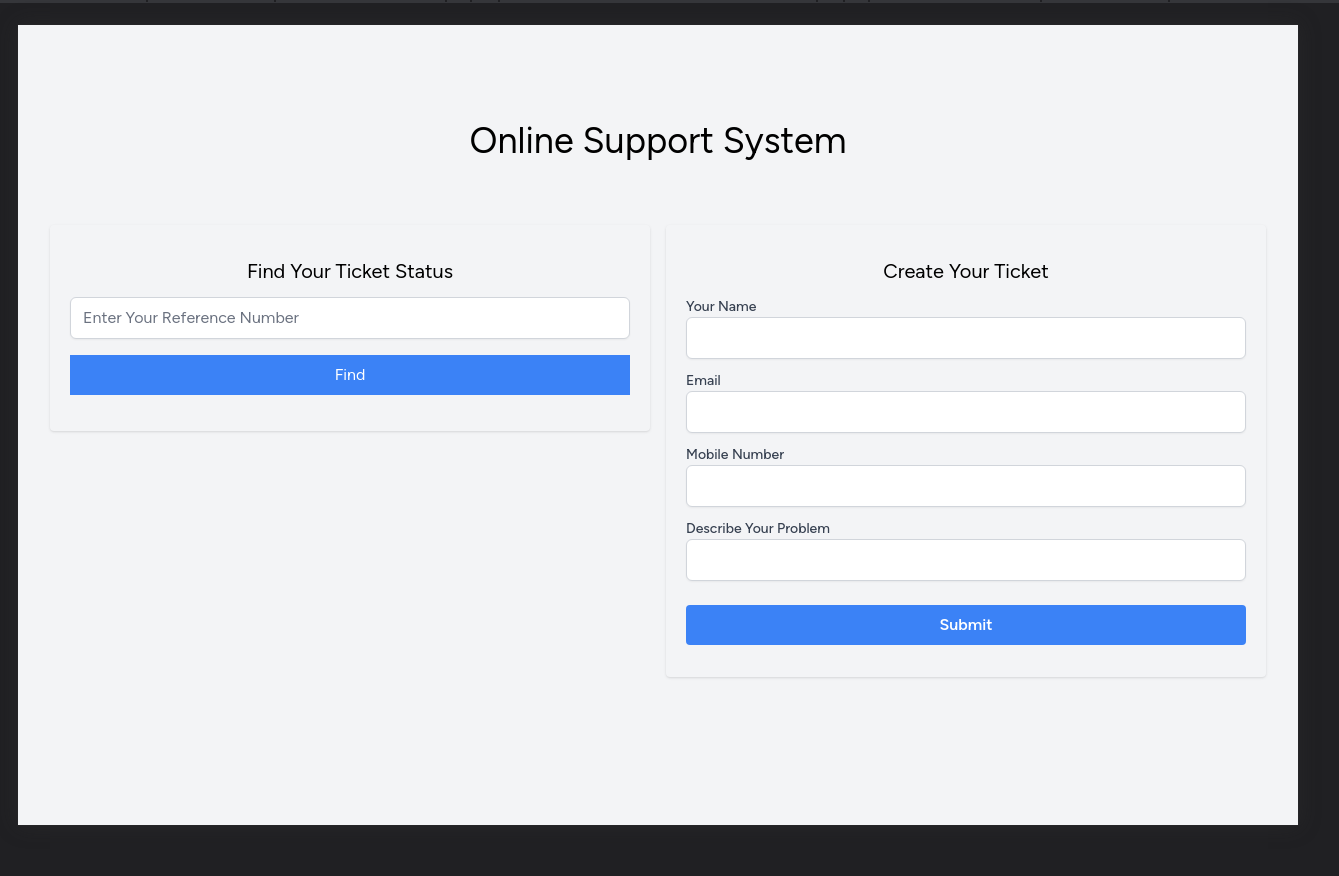 Online Support System
Find Your Ticket Status
Enter Your Reference Number
Find
Create Your Ticket
Your Name
Email
Mobile Number
Describe Your Problem
Submit